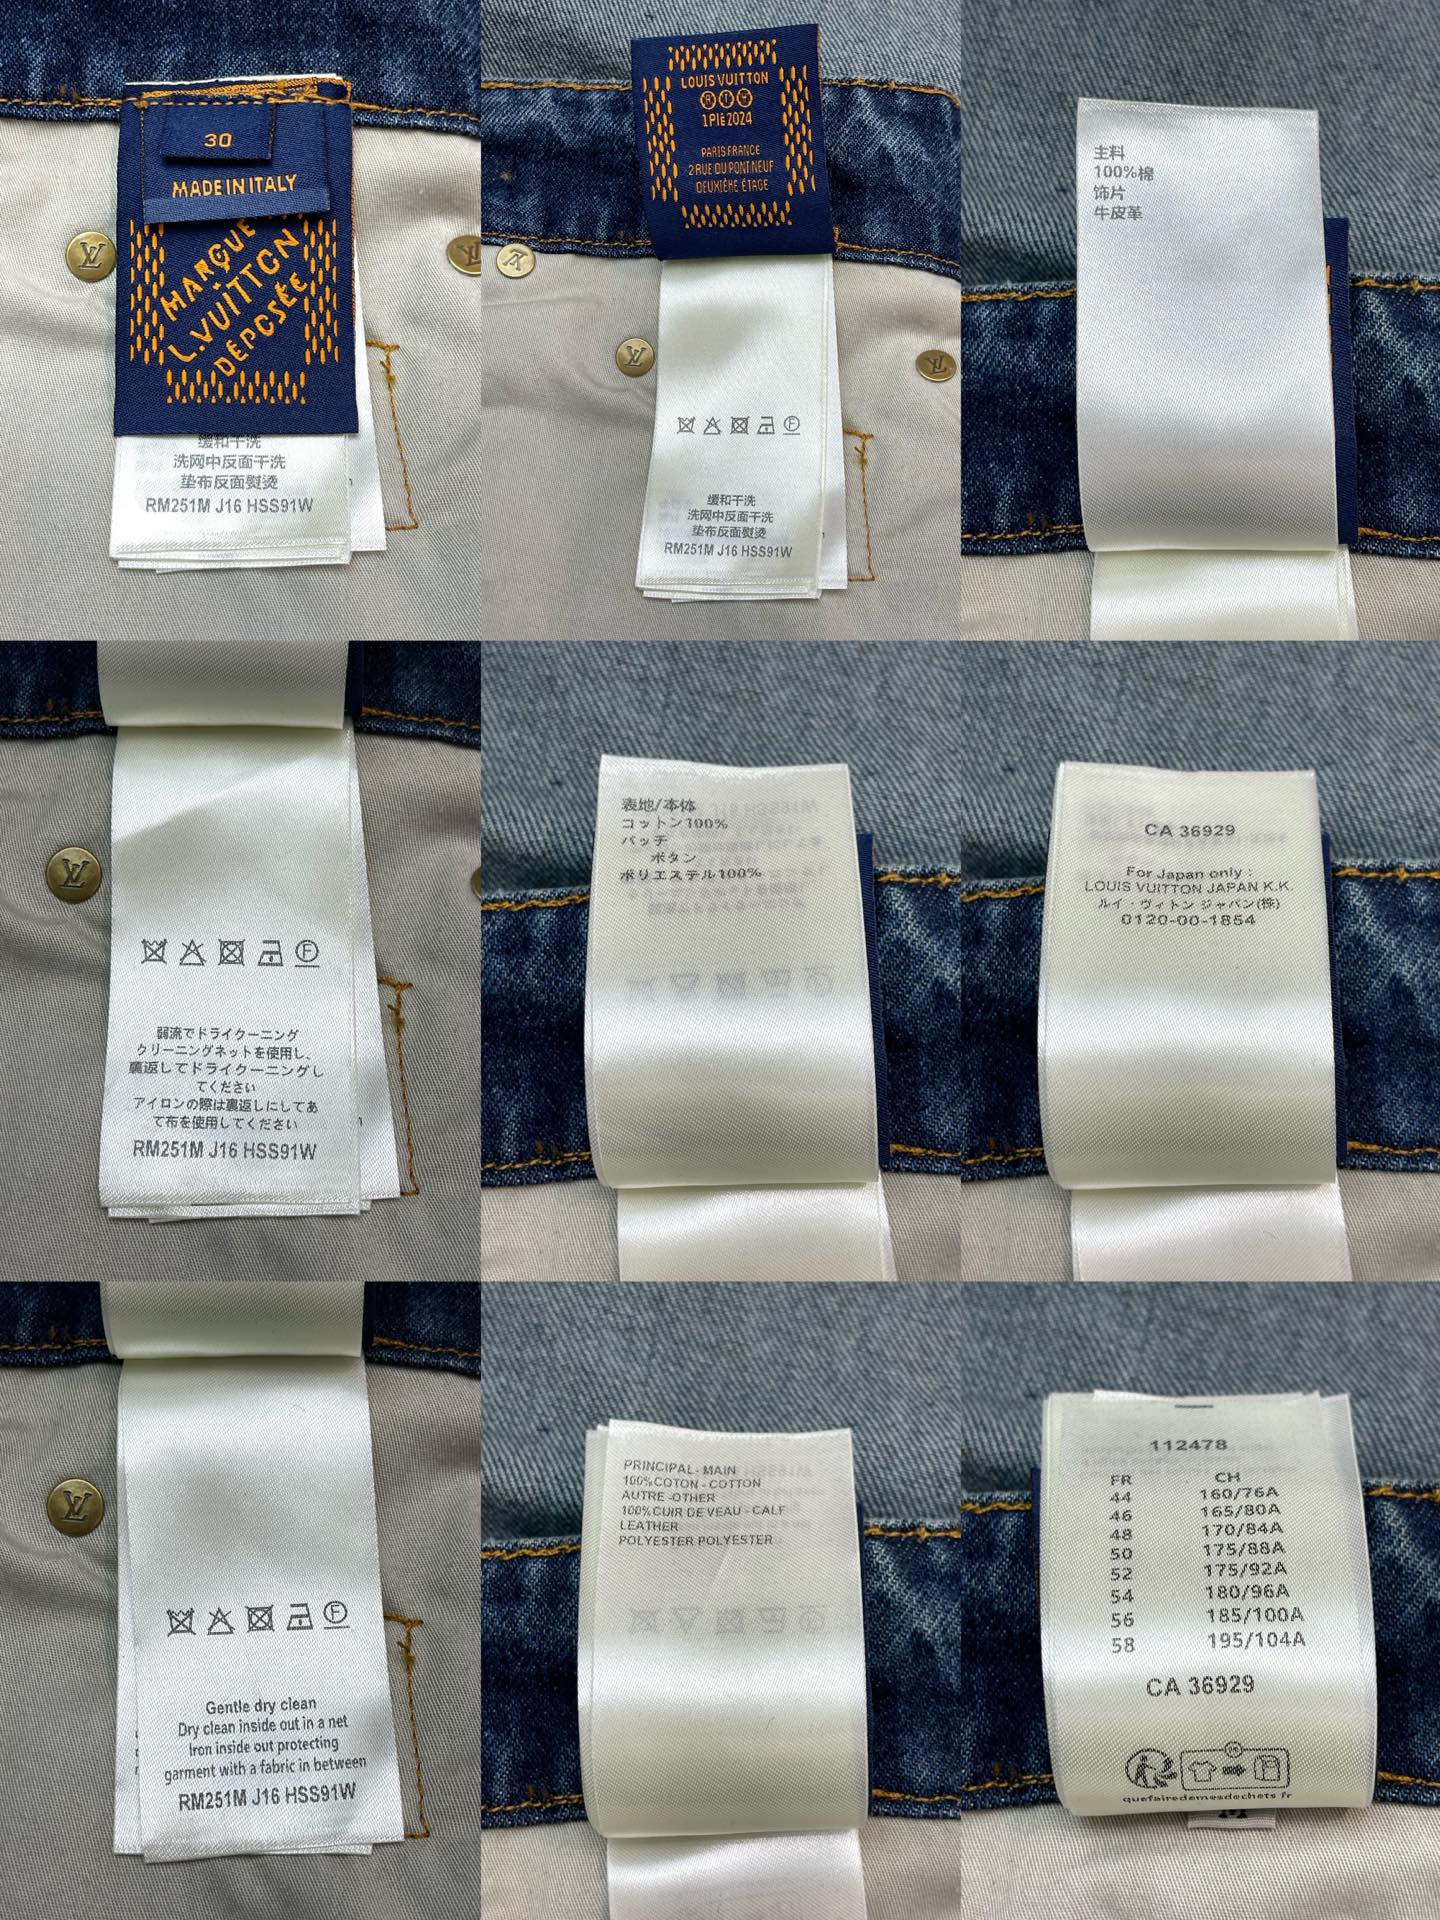 30
MADE IN ITALY
MARQUE
L.VUITTON
DÉPOSÉE
缓和干洗
洗网中反面干洗
垫布反面熨烫
RM251M J16 HSS91W
LOUIS VUITTON
RTW
1PIÈ2024
PARIS FRANCE
2 RUE DU PONT NEUF
DEUXIÈME ÉTAGE
F
缓和干洗
洗网中反面干洗
垫布反面熨烫
RM251M J16 HSS91W
主料
100%棉
饰片
牛皮革
F
弱流でドライクーニング
クリーニングネットを使用し、
裏返してドライクーニングし
てください
アイロンの際は裏返しにしてあ
て布を使用してください
RM251M J16 HSS91W
表地/本体
コットン100%
パッチ
ボタン
ポリエステル100%
CA 36929
For Japan only :
LOUIS VUITTON JAPAN K.K.
ルイ・ヴィトン ジャパン(株)
0120-00-1854
F
Gentle dry clean
Dry clean inside out in a net
Iron inside out protecting
garment with a fabric in between
RM251M J16 HSS91W
PRINCIPAL- MAIN
100%COTON - COTTON
AUTRE -OTHER
100%CUIR DE VEAU - CALF
LEATHER
POLYESTER POLYESTER
112478
FR CH
44 160/76A
46 165/80A
48 170/84A
50 175/88A
52 175/92A
54 180/96A
56 185/100A
58 195/104A
CA 36929
quefairedemesdechets.fr